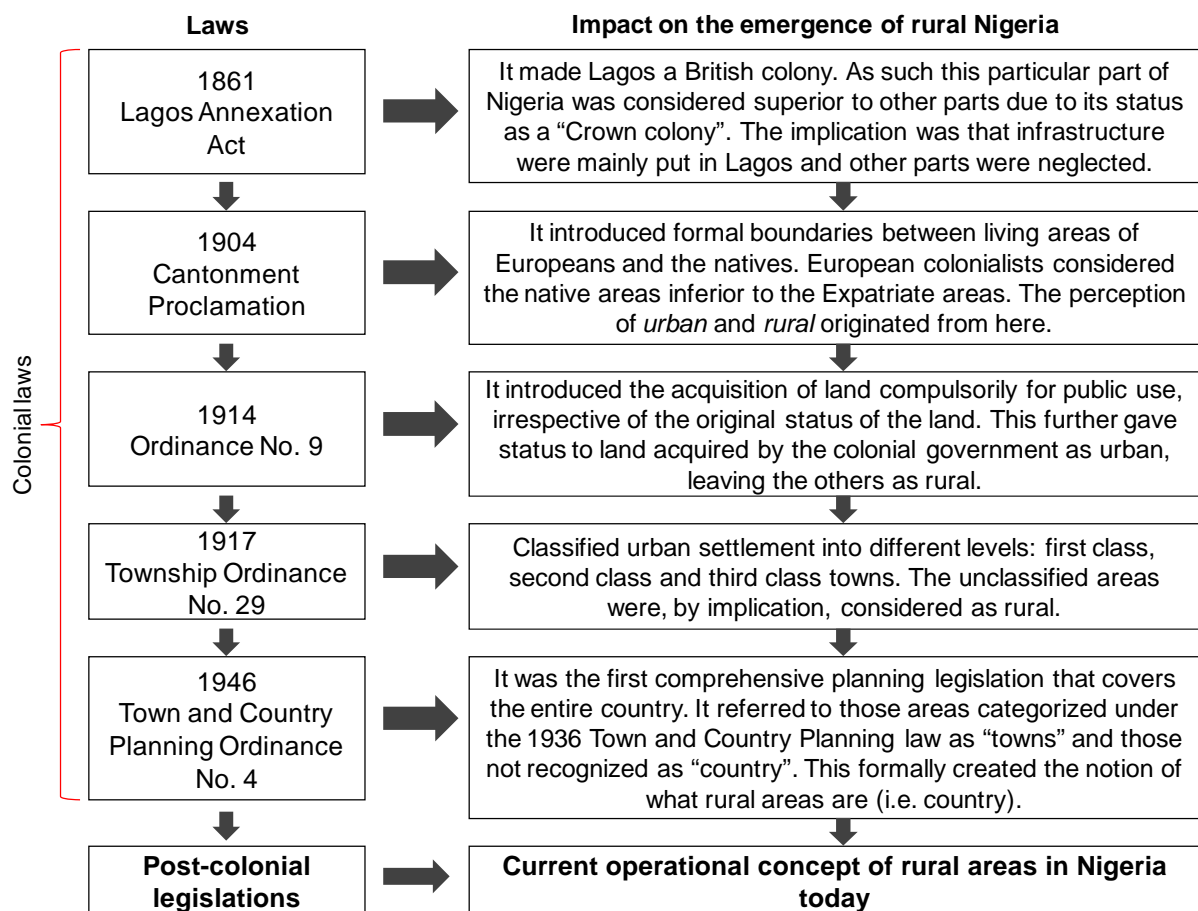 Laws
Impact on the emergence of rural Nigeria
Colonial laws
1861
Lagos Annexation
Act
It made Lagos a British colony. As such this particular part of
Nigeria was considered superior to other parts due to its status
as a “Crown colony”. The implication was that infrastructure
were mainly put in Lagos and other parts were neglected.
1904
Cantonment
Proclamation
It introduced formal boundaries between living areas of
Europeans and the natives. European colonialists considered
the native areas inferior to the Expatriate areas. The perception
of urban and rural originated from here.
1914
Ordinance No. 9
It introduced the acquisition of land compulsorily for public use,
irrespective of the original status of the land. This further gave
status to land acquired by the colonial government as urban,
leaving the others as rural.
1917
Township Ordinance
No. 29
Classified urban settlement into different levels: first class,
second class and third class towns. The unclassified areas
were, by implication, considered as rural.
1946
Town and Country
Planning Ordinance
No. 4
It was the first comprehensive planning legislation that covers
the entire country. It referred to those areas categorized under
the 1936 Town and Country Planning law as “towns” and those
not recognized as “country”. This formally created the notion of
what rural areas are (i.e. country).
Post-colonial
legislations
Current operational concept of rural areas in Nigeria
today